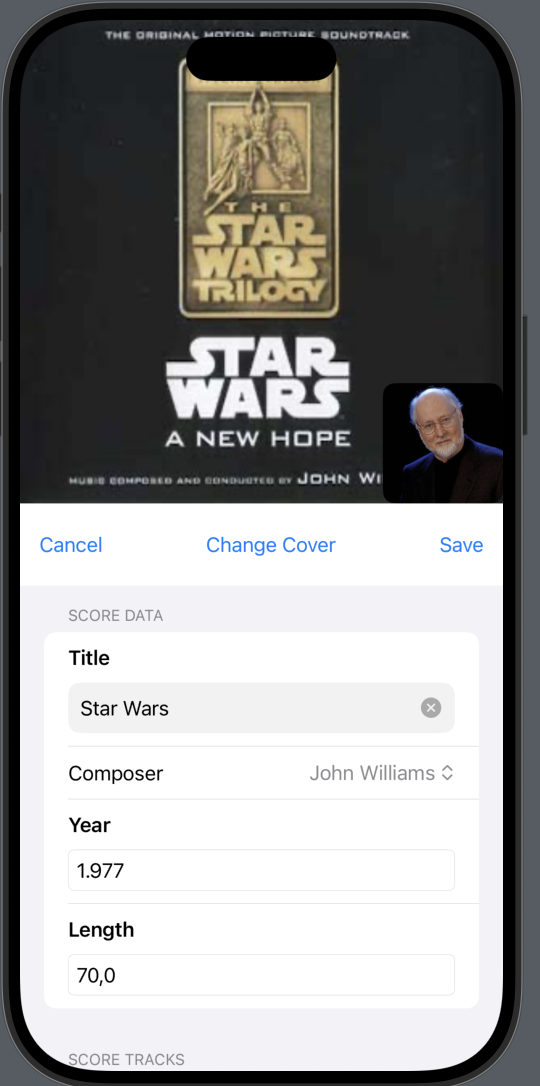 THE ORIGINAL MOTION PICTURE SOUNDTRACK
THE
STAR
WARS
TRILOGY
STAR
WARS
A NEW HOPE
MUSIC COMPOSED AND CONDUCTED BY JOHN WI
Cancel
Change Cover
Save
SCORE DATA
Title
Star Wars
Composer
John Williams
Year
1.977
Length
70,0
SCORE TRACKS